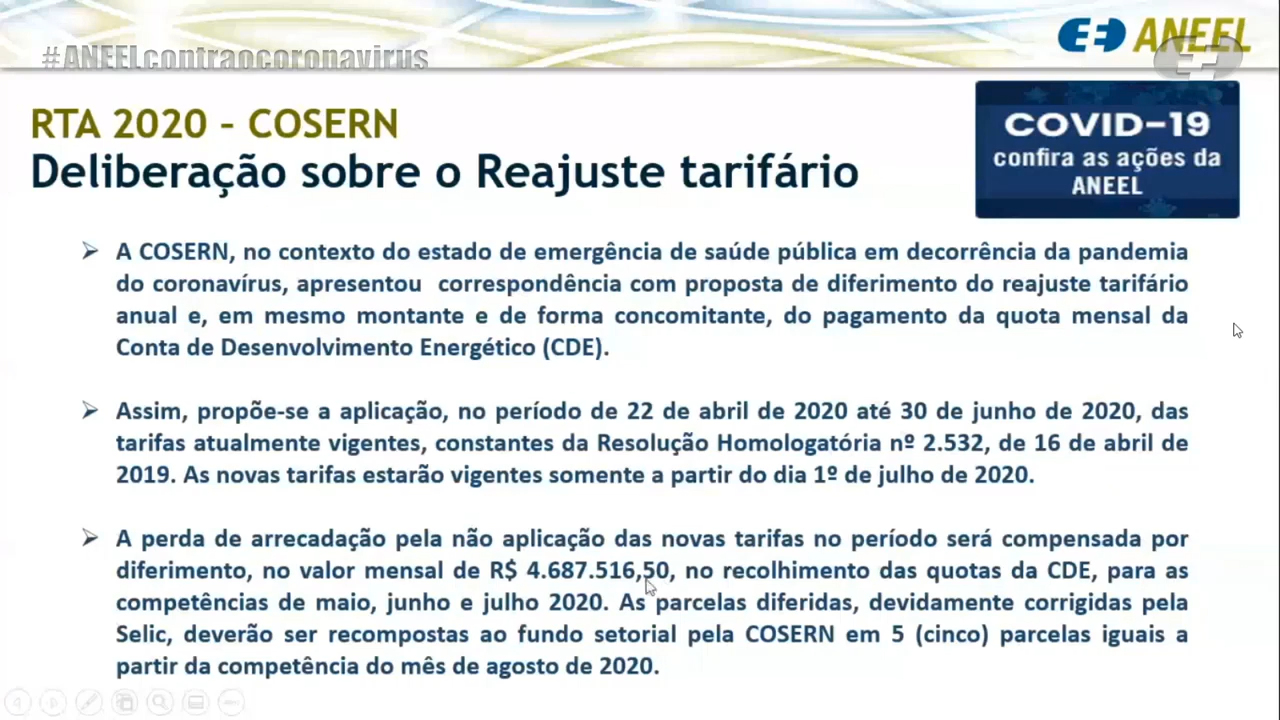 #ANEELcontraocoronavirus
ANEEL
RTA 2020 – COSERN
Deliberação sobre o Reajuste tarifário
COVID-19
confira as ações da
ANEEL
A COSERN, no contexto do estado de emergência de saúde pública em decorrência da pandemia
do coronavírus, apresentou correspondência com proposta de diferimento do reajuste tarifário
anual e, em mesmo montante e de forma concomitante, do pagamento da quota mensal da
Conta de Desenvolvimento Energético (CDE).
Assim, propõe-se a aplicação, no período de 22 de abril de 2020 até 30 de junho de 2020, das
tarifas atualmente vigentes, constantes da Resolução Homologatória nº 2.532, de 16 de abril de
2019. As novas tarifas estarão vigentes somente a partir do dia 1º de julho de 2020.
A perda de arrecadação pela não aplicação das novas tarifas no período será compensada por
diferimento, no valor mensal de R$ 4.687.516,50, no recolhimento das quotas da CDE, para as
competências de maio, junho e julho 2020. As parcelas diferidas, devidamente corrigidas pela
Selic, deverão ser recompostas ao fundo setorial pela COSERN em 5 (cinco) parcelas iguais a
partir da competência do mês de agosto de 2020.